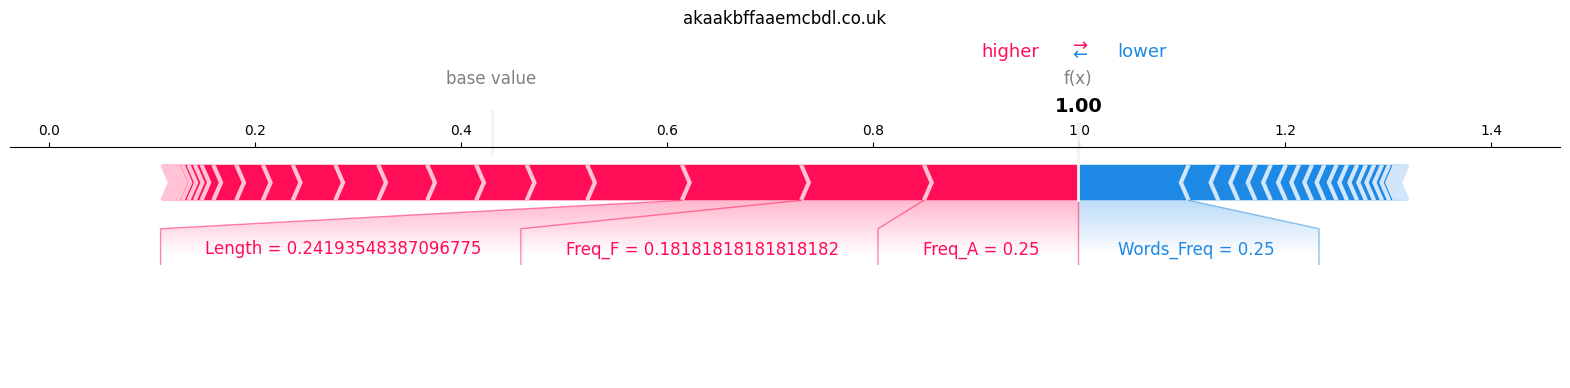 akaakbffaaemcbdl.co.uk
higher ⇄ lower
base value f(x)
1.00
0.0 0.2 0.4 0.6 0.8 1.0 1.2 1.4
Length = 0.24193548387096775 Freq_F = 0.18181818181818182 Freq_A = 0.25 Words_Freq = 0.25